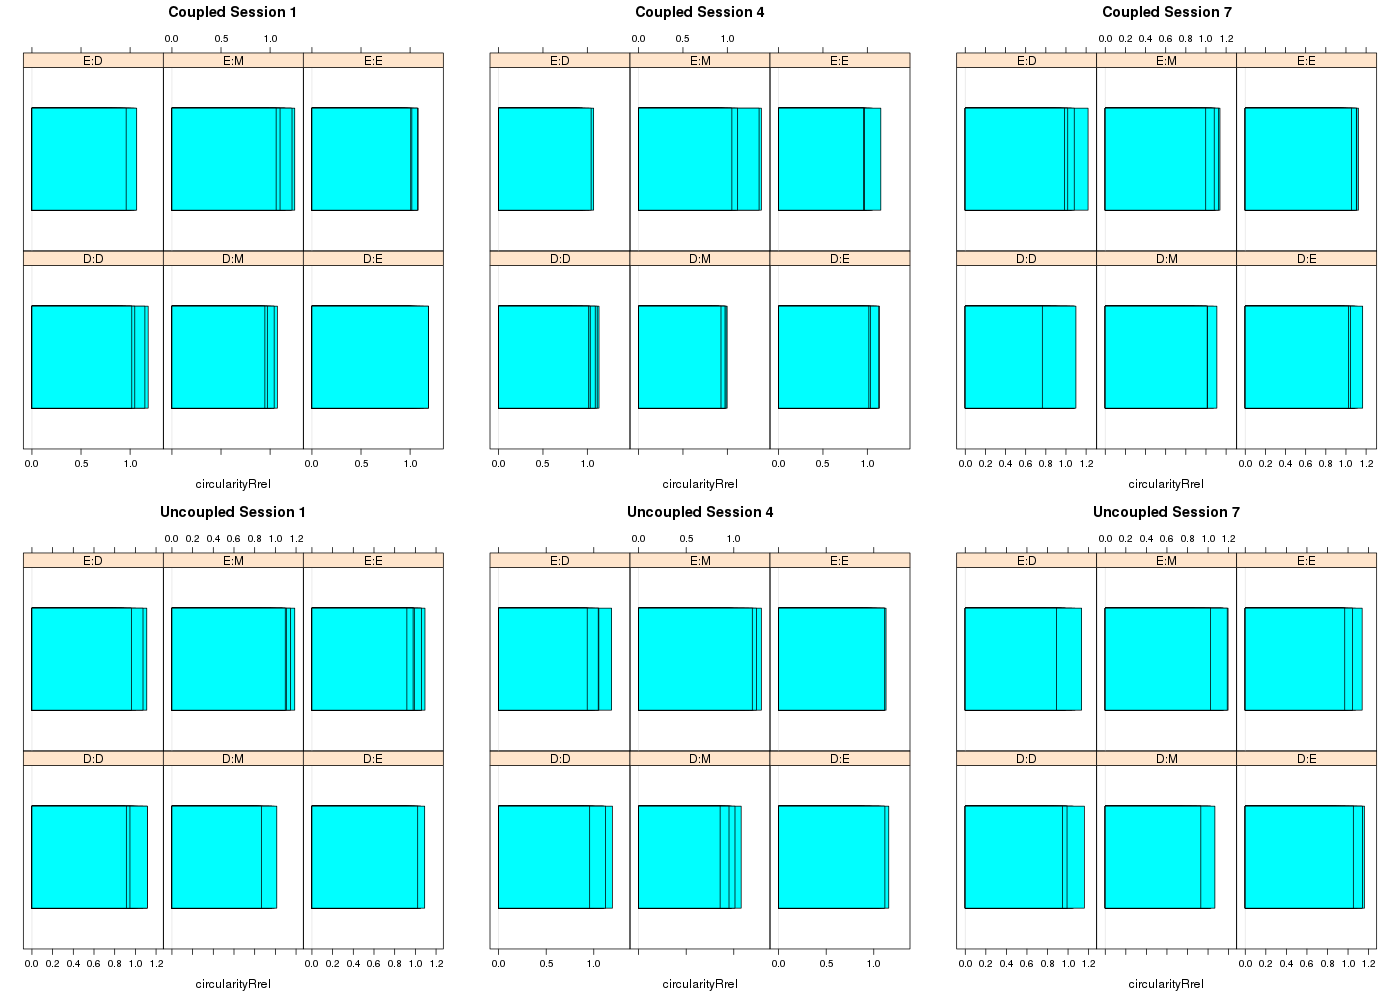 Coupled Session 1
0.0 0.5 1.0
E:D E:M E:E
D:D D:M D:E
0.0 0.5 1.0 0.0 0.5 1.0
circularityRrel
Coupled Session 4
0.0 0.5 1.0
E:D E:M E:E
D:D D:M D:E
0.0 0.5 1.0 0.0 0.5 1.0
circularityRrel
Coupled Session 7
0.0 0.2 0.4 0.6 0.8 1.0 1.2
E:D E:M E:E
D:D D:M D:E
0.0 0.2 0.4 0.6 0.8 1.0 1.2 0.0 0.2 0.4 0.6 0.8 1.0 1.2
circularityRrel
Uncoupled Session 1
0.0 0.2 0.4 0.6 0.8 1.0 1.2
E:D E:M E:E
D:D D:M D:E
0.0 0.2 0.4 0.6 0.8 1.0 1.2 0.0 0.2 0.4 0.6 0.8 1.0 1.2
circularityRrel
Uncoupled Session 4
0.0 0.5 1.0
E:D E:M E:E
D:D D:M D:E
0.0 0.5 1.0 0.0 0.5 1.0
circularityRrel
Uncoupled Session 7
0.0 0.2 0.4 0.6 0.8 1.0 1.2
E:D E:M E:E
D:D D:M D:E
0.0 0.2 0.4 0.6 0.8 1.0 1.2 0.0 0.2 0.4 0.6 0.8 1.0 1.2
circularityRrel